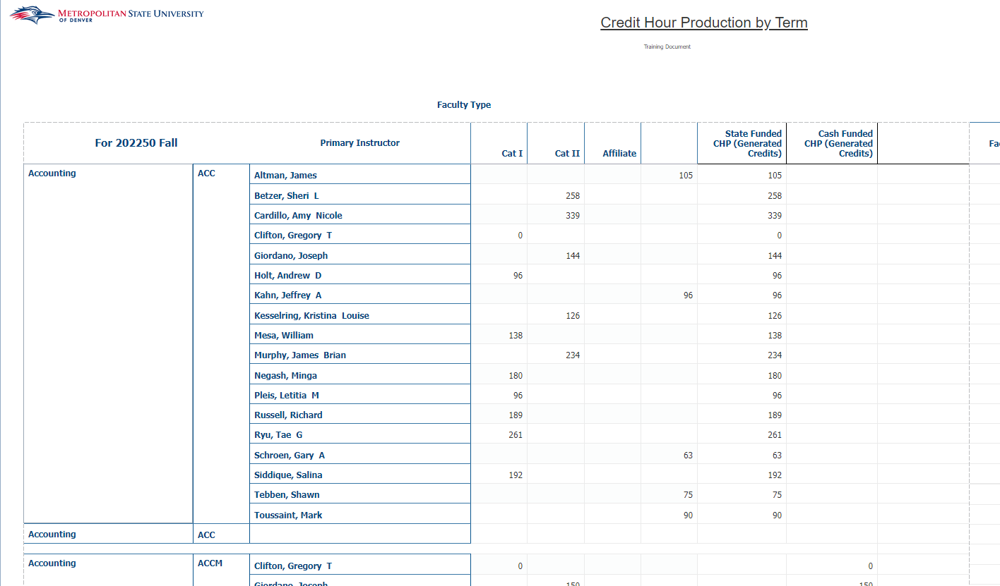 METROPOLITAN STATE UNIVERSITY
OF DENVER
Credit Hour Production by Term
Training Document
Faculty Type
For 202250 Fall Primary Instructor Cat I Cat II Affiliate State Funded CHP (Generated Credits) Cash Funded CHP (Generated Credits) Fa
Accounting ACC Altman, James 105 105
Betzer, Sheri L 258 258
Cardillo, Amy Nicole 339 339
Clifton, Gregory T 0 0
Giordano, Joseph 144 144
Holt, Andrew D 96 96
Kahn, Jeffrey A 96 96
Kesselring, Kristina Louise 126 126
Mesa, William 138 138
Murphy, James Brian 234 234
Negash, Minga 180 180
Pleis, Letitia M 96 96
Russell, Richard 189 189
Ryu, Tae G 261 261
Schroen, Gary A 63 63
Siddique, Salina 192 192
Tebben, Shawn 75 75
Toussaint, Mark 90 90
Accounting ACC
Accounting ACCM Clifton, Gregory T 0 0
Giordano, Joseph 150 150